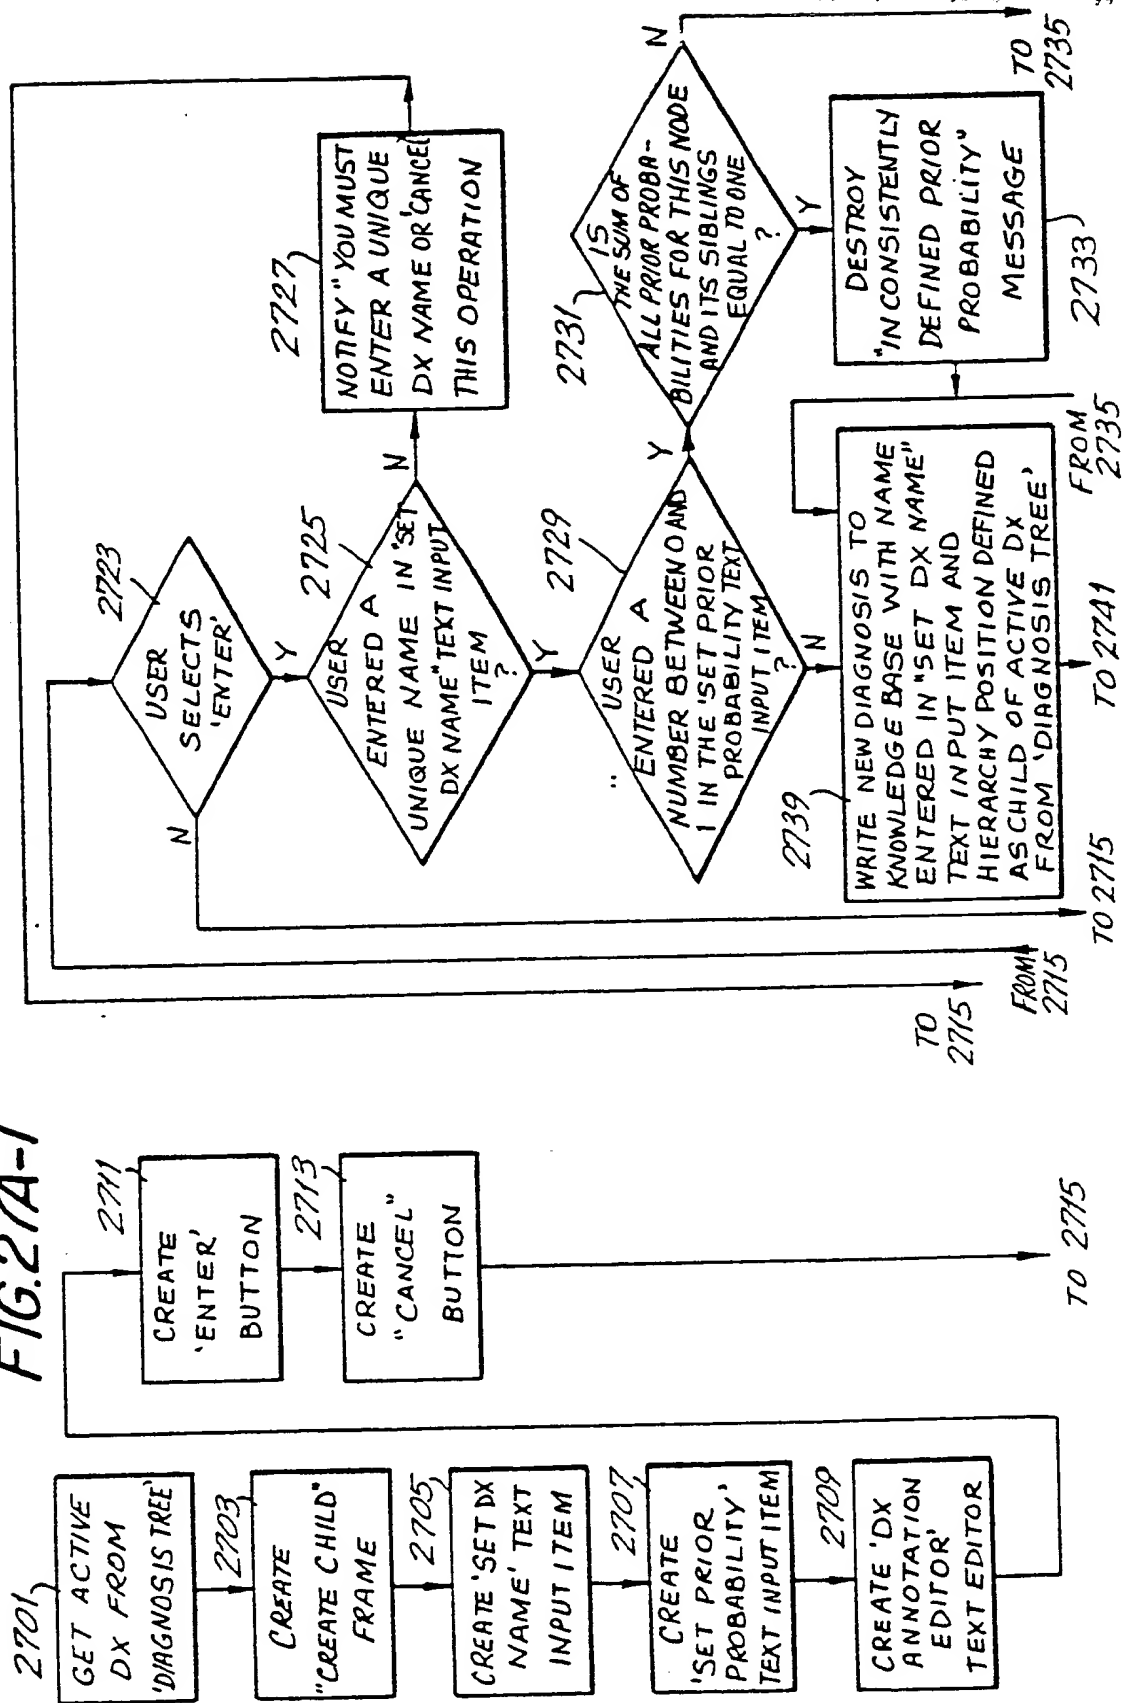 FIG.27A-1
2701
GET ACTIVE
DX FROM
'DIAGNOSIS TREE'
2703
CREATE
"CREATE CHILD"
FRAME
2705
CREATE 'SET DX
NAME' TEXT
INPUT ITEM
2707
CREATE
'SET PRIOR
PROBABILITY'
TEXT INPUT ITEM
2709
CREATE 'DX
ANNOTATION
EDITOR'
TEXT EDITOR
2711
CREATE
'ENTER'
BUTTON
2713
CREATE
"CANCEL"
BUTTON
TO 2715
TO
2715
FROM
2715
TO 2715
2723
USER
SELECTS
'ENTER'
N
Y
2725
USER
ENTERED A
UNIQUE NAME IN "SET
DX NAME" TEXT INPUT
ITEM
?
N
Y
2727
NOTIFY "YOU MUST
ENTER A UNIQUE
DX NAME OR 'CANCEL'
THIS OPERATION
2729
USER
ENTERED A
NUMBER BETWEEN 0 AND
1 IN THE 'SET PRIOR
PROBABILITY TEXT
INPUT ITEM
?
Y
N
2731
IS
THE SUM OF
ALL PRIOR PROBA-
BILITIES FOR THIS NODE
AND ITS SIBLINGS
EQUAL TO ONE
?
N
Y
TO
2735
DESTROY
"INCONSISTENTLY
DEFINED PRIOR
PROBABILITY"
MESSAGE
2733
FROM
2735
2739
WRITE NEW DIAGNOSIS TO
KNOWLEDGE BASE WITH NAME
ENTERED IN "SET DX NAME"
TEXT INPUT ITEM AND
HIERARCHY POSITION DEFINED
AS CHILD OF ACTIVE DX
FROM 'DIAGNOSIS TREE'
TO 2741